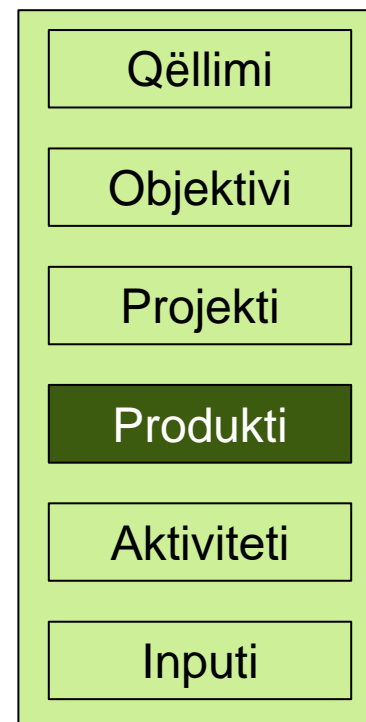 Qëllimi
Objektivi
Projekti
Produkti
Aktiviteti
Inputi